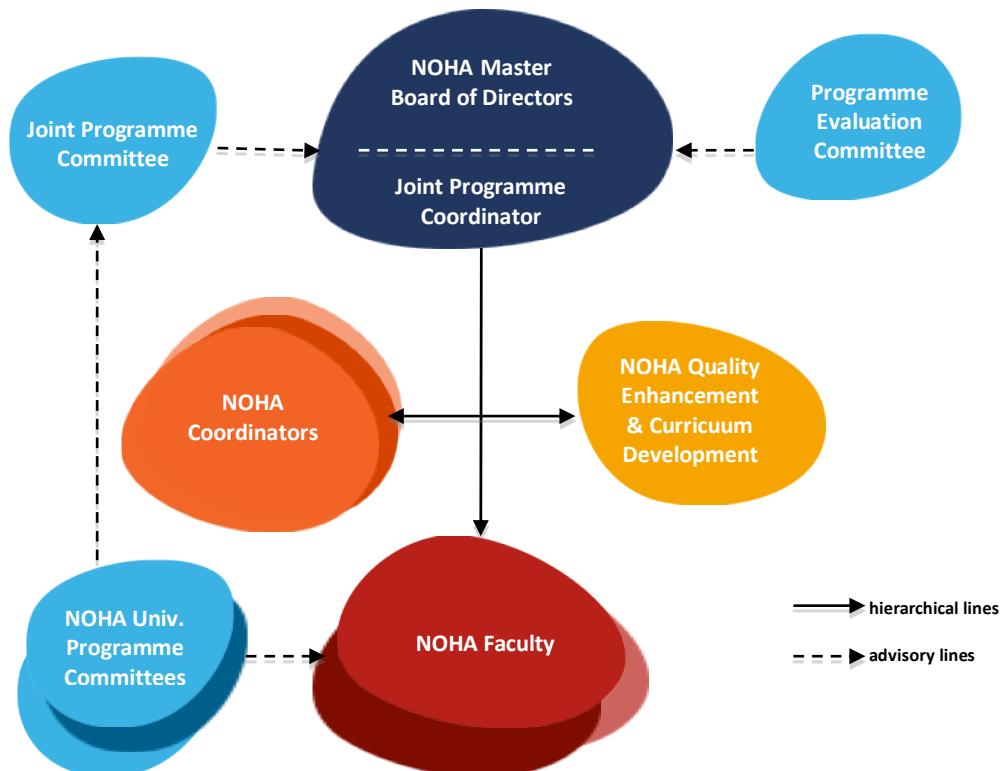 NOHA Master
Board of Directors
Joint Programme
Coordinator
Joint Programme
Committee
Programme
Evaluation
Committee
NOHA
Coordinators
NOHA Quality
Enhancement
& Curricuum
Development
NOHA Univ.
Programme
Committees
NOHA Faculty
hierarchical lines
advisory lines